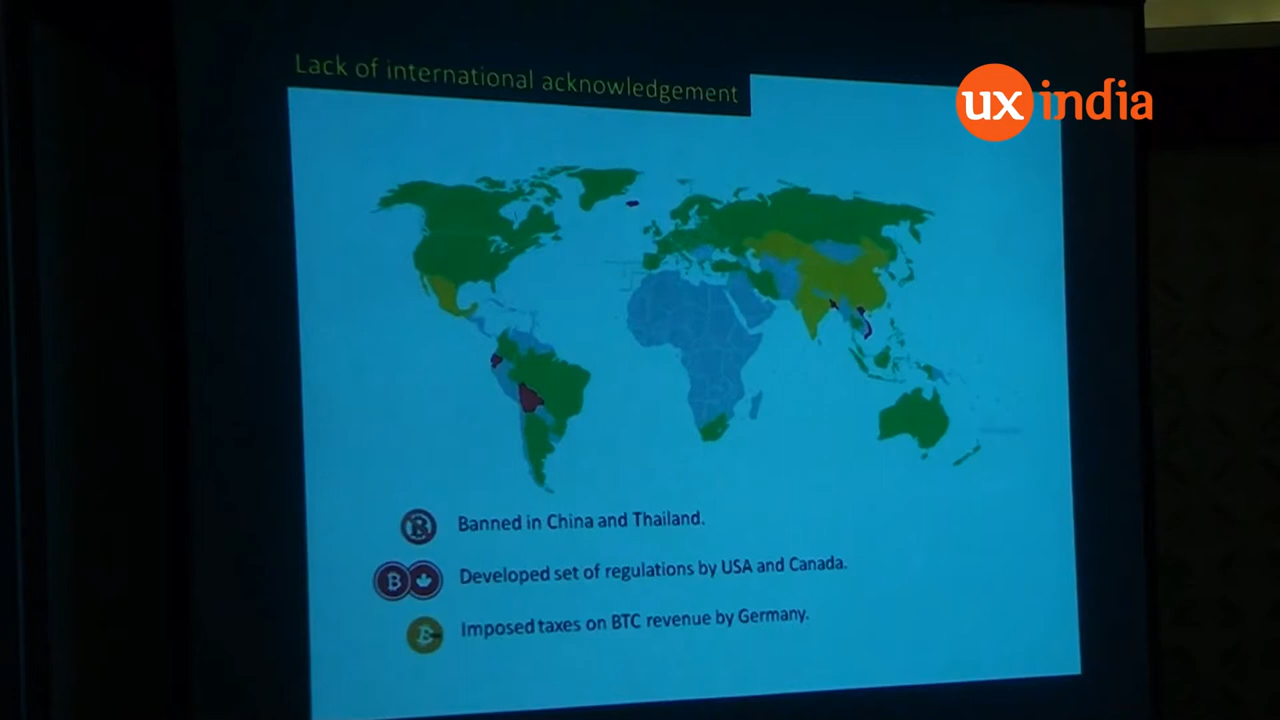 Lack of international acknowledgement
ux india
Banned in China and Thailand.
Developed set of regulations by USA and Canada.
Imposed taxes on BTC revenue by Germany.